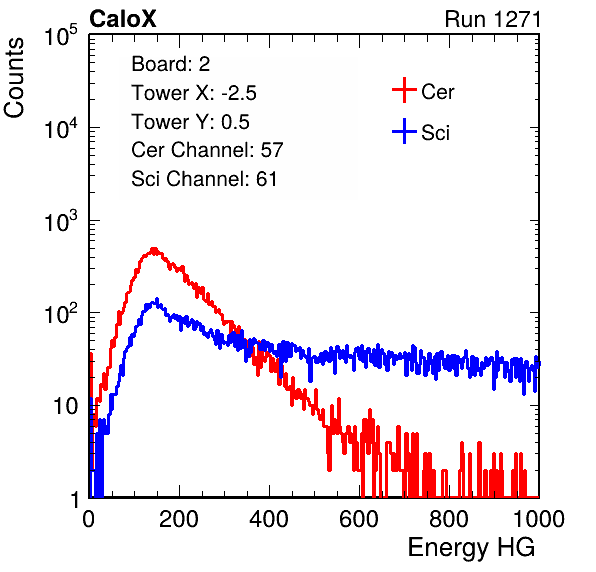 CaloX Run 1271
Counts
10^5
10^4
10^3
10^2
10
1
Board: 2
Tower X: -2.5
Tower Y: 0.5
Cer Channel: 57
Sci Channel: 61
Cer
Sci
0 200 400 600 800 1000
Energy HG